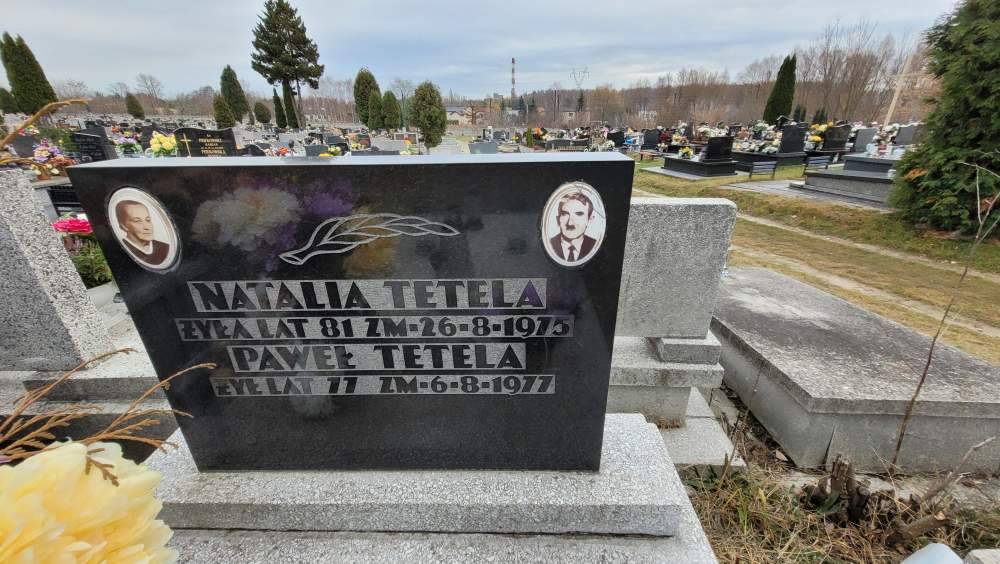 NATALIA TETELA
ŻYŁA LAT 81 ZM-26-8-1975
PAWEŁ TETELA
ŻYŁ LAT 77 ZM-6-8-1977